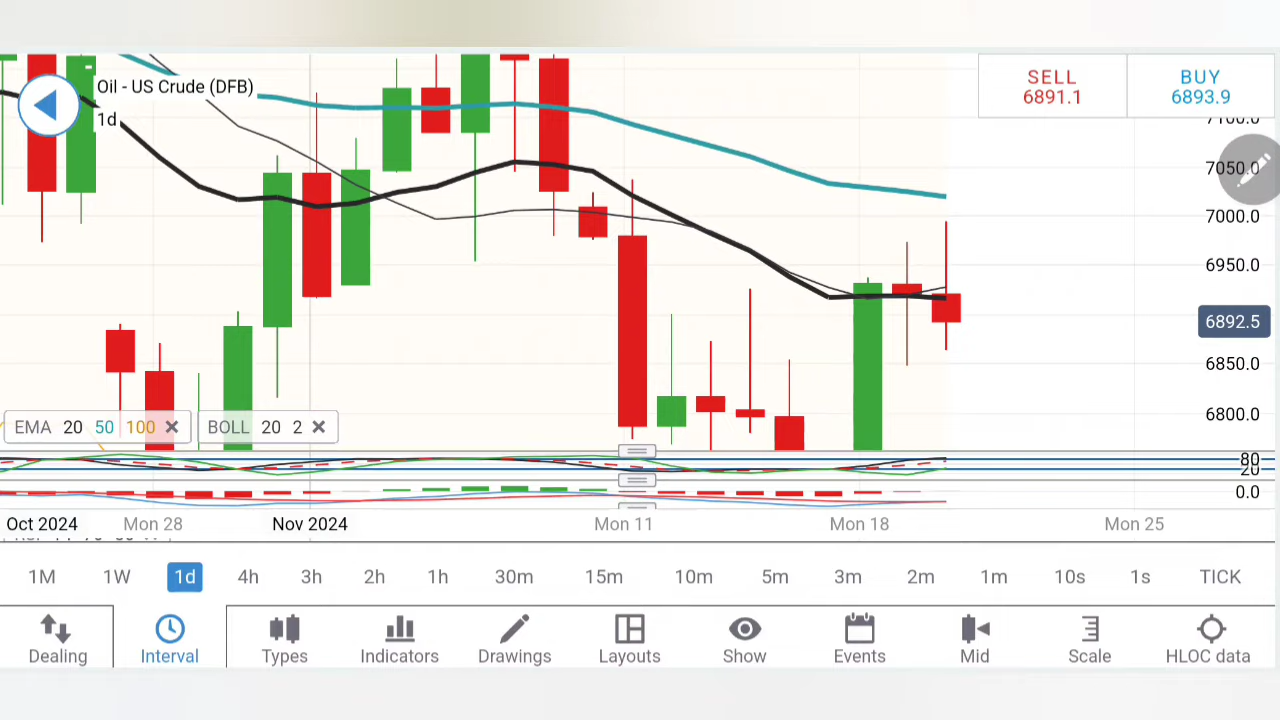 Oil - US Crude (DFB)
1d
SELL
6891.1
BUY
6893.9
7100.0
7050.0
7000.0
6950.0
6892.5
6850.0
6800.0
EMA 20 50 100
BOLL 20 2
80
20
0.0
Oct 2024 Mon 28 Nov 2024 Mon 11 Mon 18 Mon 25
1M 1W 1d 4h 3h 2h 1h 30m 15m 10m 5m 3m 2m 1m 10s 1s TICK
Dealing Interval Types Indicators Drawings Layouts Show Events Mid Scale HLOC data